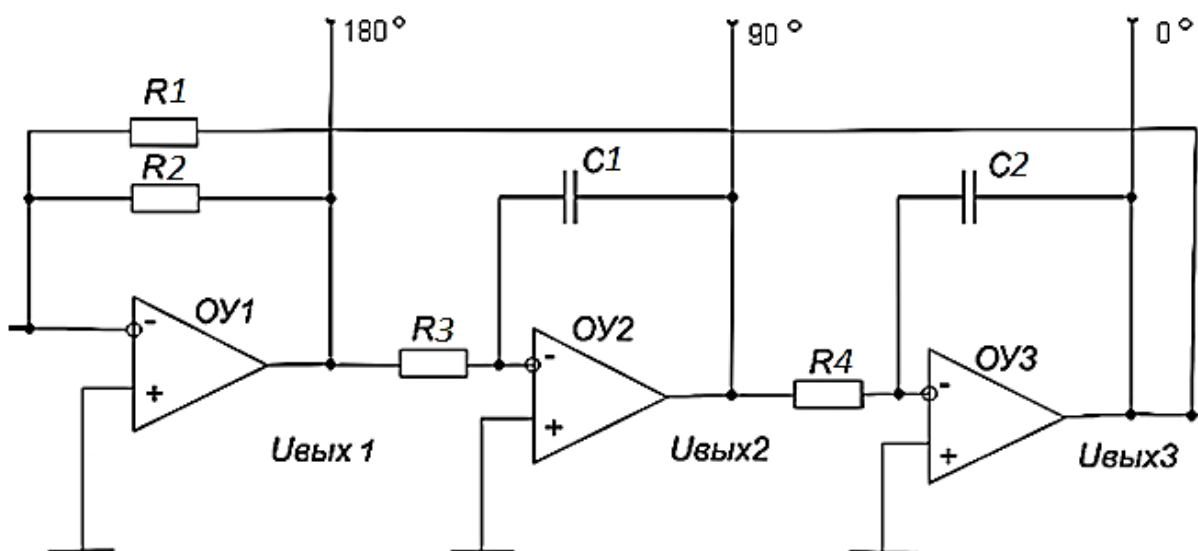 180° 90° 0°
R1
R2
C1
C2
ОУ1
R3
ОУ2
R4
ОУ3
-
+
-
+
-
+
Uвых 1
Uвых2
Uвых3